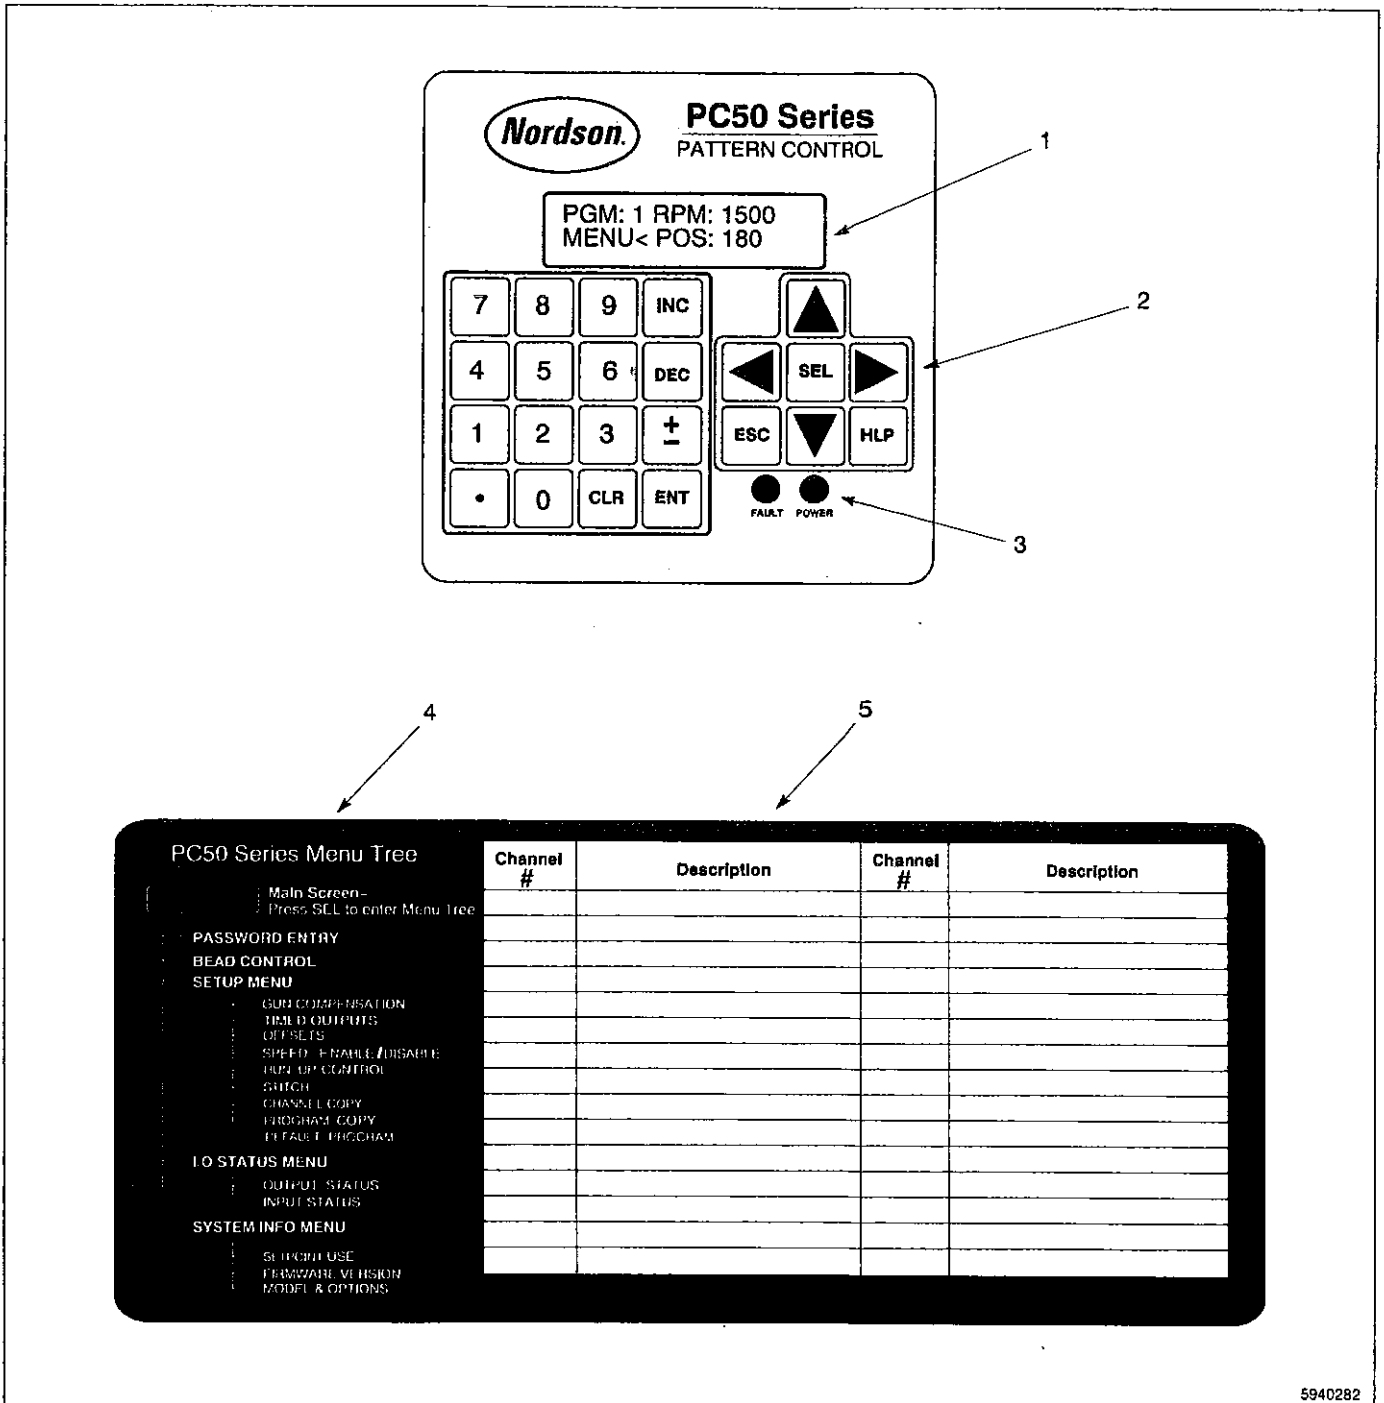 Nordson.
PC50 Series
PATTERN CONTROL
1
PGM: 1 RPM: 1500
MENU< POS: 180
7 8 9 INC
2
4 5 6 DEC
SEL
1 2 3 + −
ESC HLP
. 0 CLR ENT
FAULT POWER
3
4
5
PC50 Series Menu Tree
Main Screen–
Press SEL to enter Menu Tree
PASSWORD ENTRY
BEAD CONTROL
SETUP MENU
GUN COMPENSATION
TIMED OUTPUTS
OFFSETS
SPEED ENABLE/DISABLE
RUN-UP CONTROL
STITCH
CHANNEL COPY
PROGRAM COPY
DEFAULT PROGRAM
I.O STATUS MENU
OUTPUT STATUS
INPUT STATUS
SYSTEM INFO MENU
SETPOINT USE
FIRMWARE VERSION
MODEL & OPTIONS
Channel # Description Channel # Description
5940282